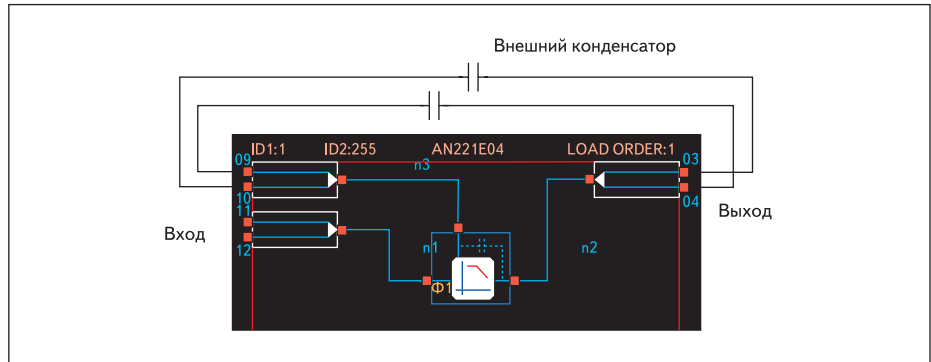 Внешний конденсатор
ID1:1 ID2:255 AN221E04 LOAD ORDER:1
09 n3 03
10 04
11
12
Вход
Выход
n1 n2
Ф1